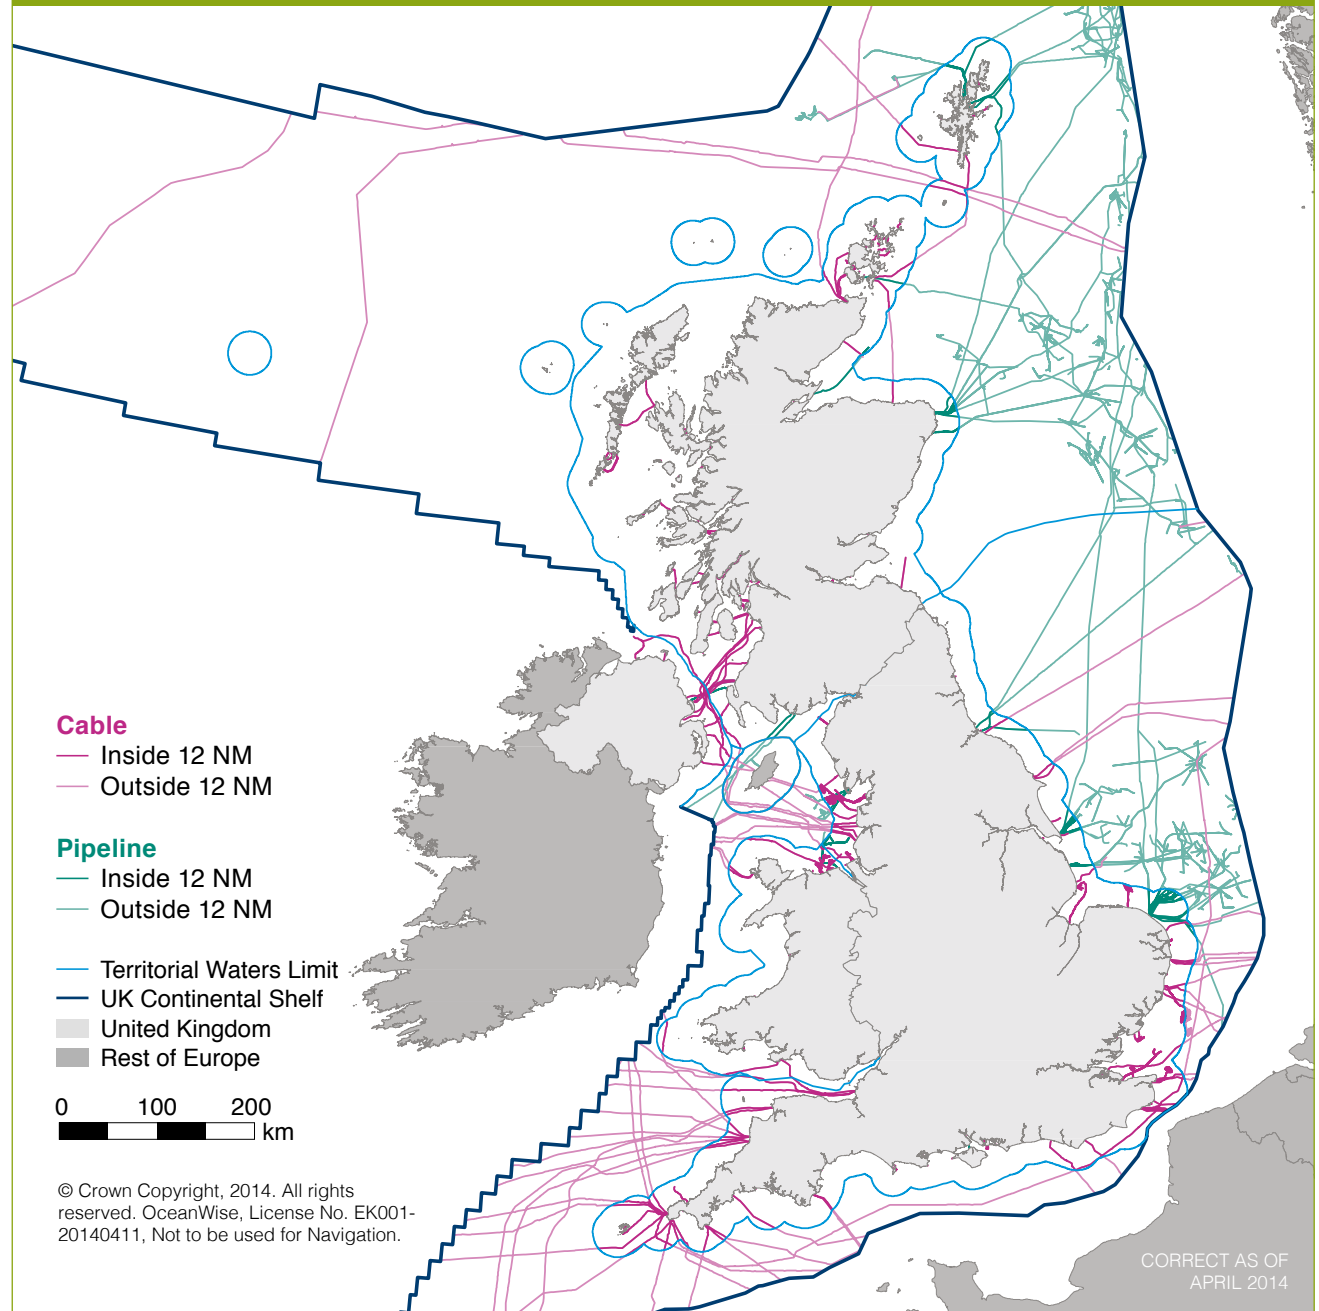 Cable
Inside 12 NM
Outside 12 NM
Pipeline
Inside 12 NM
Outside 12 NM
Territorial Waters Limit
UK Continental Shelf
United Kingdom
Rest of Europe
0 100 200
km
© Crown Copyright, 2014. All rights
reserved. OceanWise, License No. EK001-
20140411, Not to be used for Navigation.
CORRECT AS OF
APRIL 2014